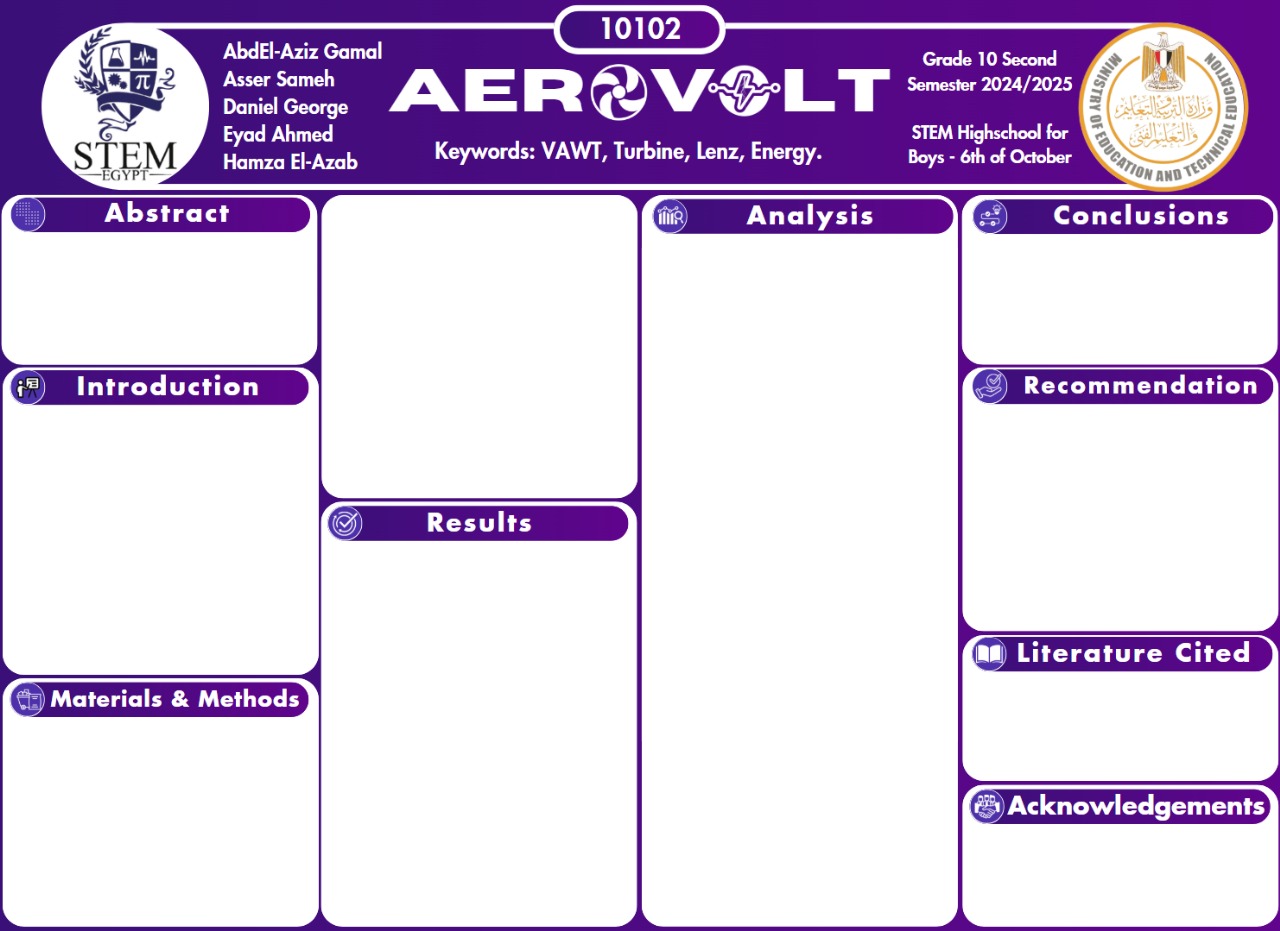 10102
STEM
EGYPT
π
AbdEl-Aziz Gamal
Asser Sameh
Daniel George
Eyad Ahmed
Hamza El-Azab
AEROVOLT
Keywords: VAWT, Turbine, Lenz, Energy.
Grade 10 Second
Semester 2024/2025
STEM Highschool for
Boys - 6th of October
MINISTRY OF EDUCATION AND TECHNICAL EDUCATION
وزارة التربية والتعليم
والتعليم الفني
Abstract
Introduction
Materials & Methods
Results
Analysis
Conclusions
Recommendation
Literature Cited
Acknowledgements